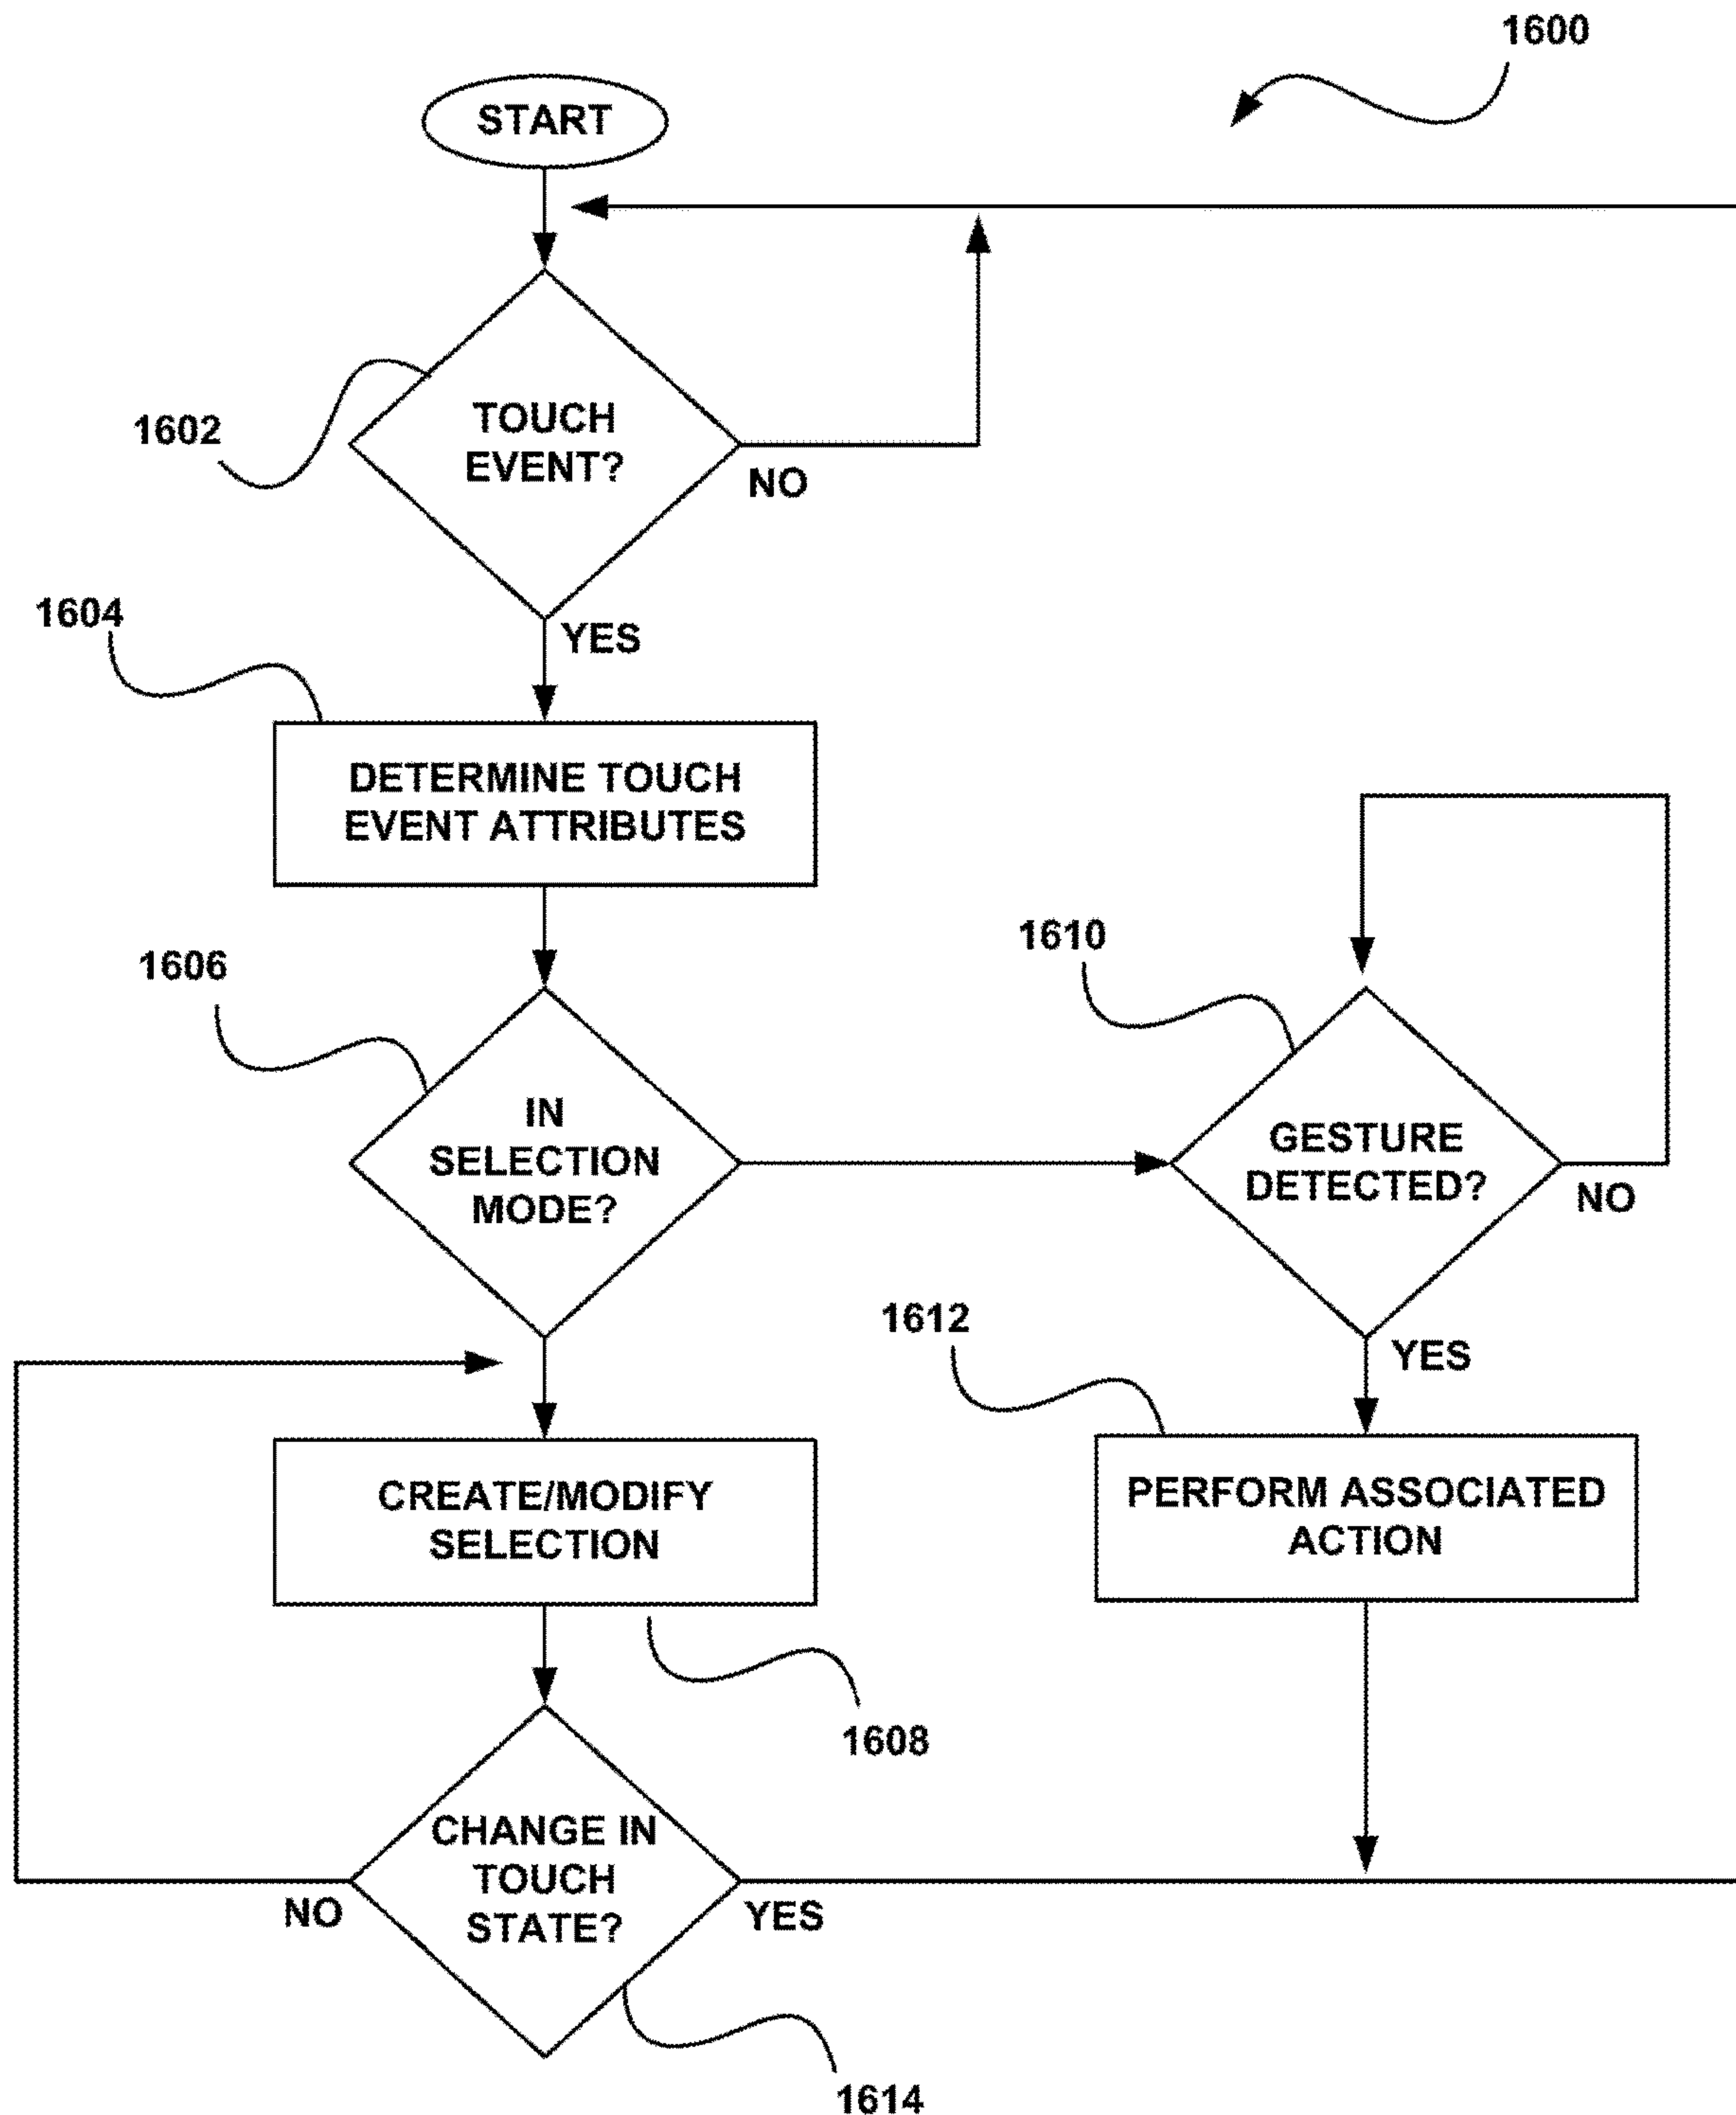 1600
START
1602
TOUCH
EVENT?
NO
YES
1604
DETERMINE TOUCH
EVENT ATTRIBUTES
1606
IN
SELECTION
MODE?
1610
GESTURE
DETECTED?
NO
YES
1612
PERFORM ASSOCIATED
ACTION
CREATE/MODIFY
SELECTION
1608
CHANGE IN
TOUCH
STATE?
NO
YES
1614